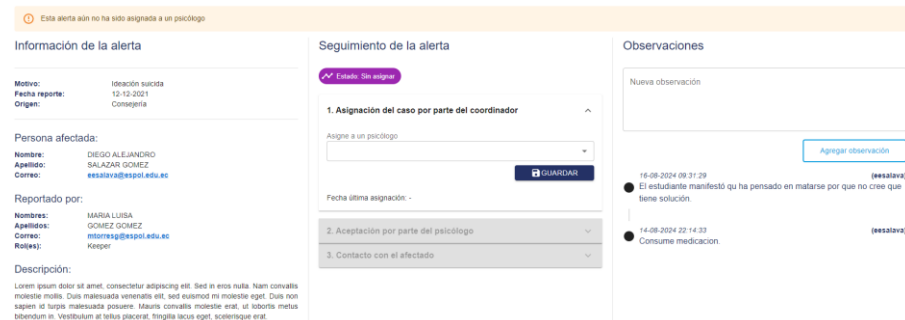 Esta alerta aún no ha sido asignada a un psicólogo
Información de la alerta
Motivo: Ideación suicida
Fecha reporte: 12-12-2021
Origen: Consejería
Persona afectada:
Nombre: DIEGO ALEJANDRO
Apellido: SALAZAR GOMEZ
Correo: eesalava@espol.edu.ec
Reportado por:
Nombres: MARIA LUISA
Apellidos: GOMEZ GOMEZ
Correo: mtorresg@espol.edu.ec
Rol(es): Keeper
Descripción:
Lorem ipsum dolor sit amet, consectetur adipiscing elit. Sed in eros nulla. Nam convallis
molestie mollis. Duis malesuada venenatis elit, sed euismod mi molestie eget. Duis non
sapien id turpis malesuada posuere. Mauris convallis molestie erat, ut lobortis metus
bibendum in. Vestibulum at tellus placerat, fringilla lacus eget, scelerisque erat.
Seguimiento de la alerta
Estado: Sin asignar
1. Asignación del caso por parte del coordinador
Asigne a un psicólogo
GUARDAR
Fecha última asignación: -
2. Aceptación por parte del psicólogo
3. Contacto con el afectado
Observaciones
Nueva observación
Agregar observación
16-08-2024 09:31:29 (eesalava)
El estudiante manifestó qu ha pensado en matarse por que no cree que
tiene solución.
14-08-2024 22:14:33 (eesalava)
Consume medicacion.